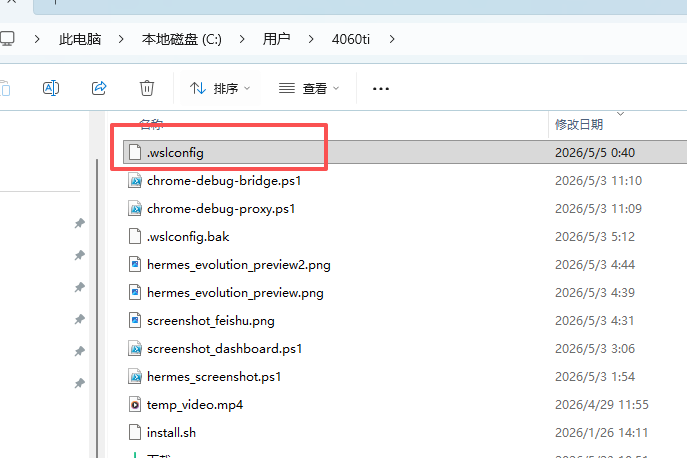 此电脑 > 本地磁盘 (C:) > 用户 > 4060ti >
排序 查看 ...
名称 修改日期
.wslconfig 2026/5/5 0:40
chrome-debug-bridge.ps1 2026/5/3 11:10
chrome-debug-proxy.ps1 2026/5/3 11:09
.wslconfig.bak 2026/5/3 5:12
hermes_evolution_preview2.png 2026/5/3 4:44
hermes_evolution_preview.png 2026/5/3 4:39
screenshot_feishu.png 2026/5/3 4:31
screenshot_dashboard.ps1 2026/5/3 3:06
hermes_screenshot.ps1 2026/5/3 1:54
temp_video.mp4 2026/4/29 11:55
install.sh 2026/1/26 14:11